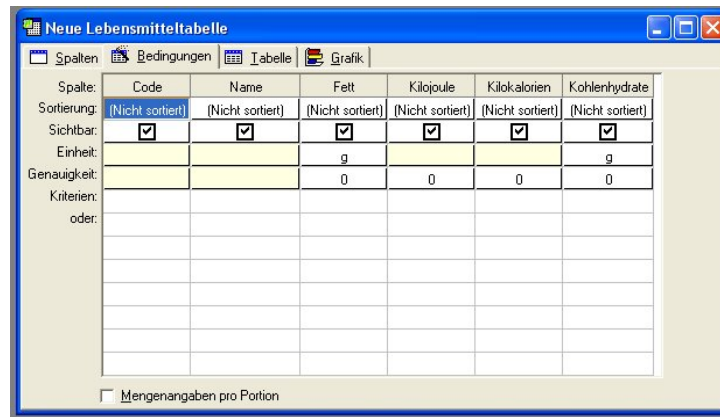 Neue Lebensmitteltabelle
Spalten Bedingungen Tabelle Grafik
Spalte: Code Name Fett Kilojoule Kilokalorien Kohlenhydrate
Sortierung: (Nicht sortiert) (Nicht sortiert) (Nicht sortiert) (Nicht sortiert) (Nicht sortiert) (Nicht sortiert)
Sichtbar:
Einheit: g g
Genauigkeit: 0 0 0 0
Kriterien:
oder:
Mengenangaben pro Portion